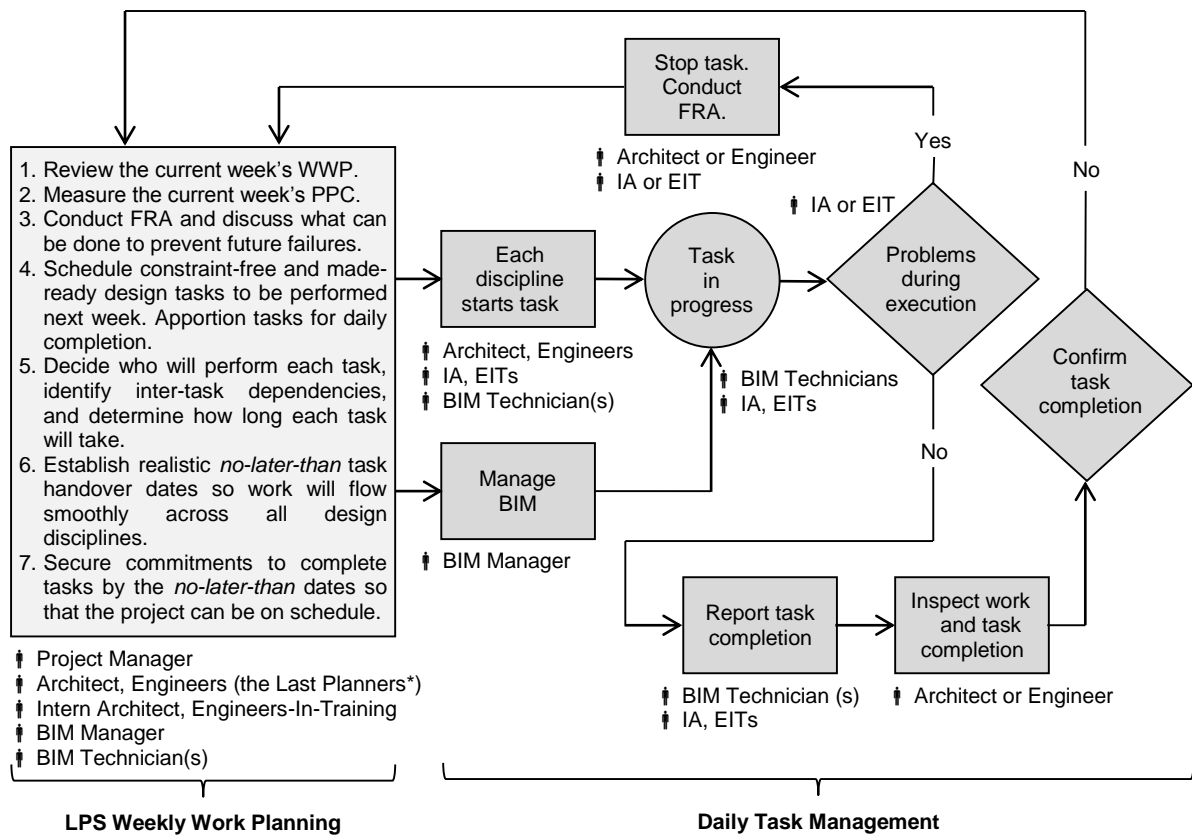 Stop task.
Conduct
FRA.
Yes
No
Architect or Engineer
IA or EIT
IA or EIT
1. Review the current week’s WWP.
2. Measure the current week’s PPC.
3. Conduct FRA and discuss what can
be done to prevent future failures.
4. Schedule constraint-free and made-
ready design tasks to be performed
next week. Apportion tasks for daily
completion.
5. Decide who will perform each task,
identify inter-task dependencies,
and determine how long each task
will take.
6. Establish realistic no-later-than task
handover dates so work will flow
smoothly across all design
disciplines.
7. Secure commitments to complete
tasks by the no-later-than dates so
that the project can be on schedule.
Project Manager
Architect, Engineers (the Last Planners*)
Intern Architect, Engineers-In-Training
BIM Manager
BIM Technician(s)
Each
discipline
starts task
Architect, Engineers
IA, EITs
BIM Technician(s)
Task
in
progress
BIM Technicians
IA, EITs
Problems
during
execution
No
Confirm
task
completion
Manage
BIM
BIM Manager
Report task
completion
BIM Technician (s)
IA, EITs
Inspect work
and task
completion
Architect or Engineer
LPS Weekly Work Planning
Daily Task Management